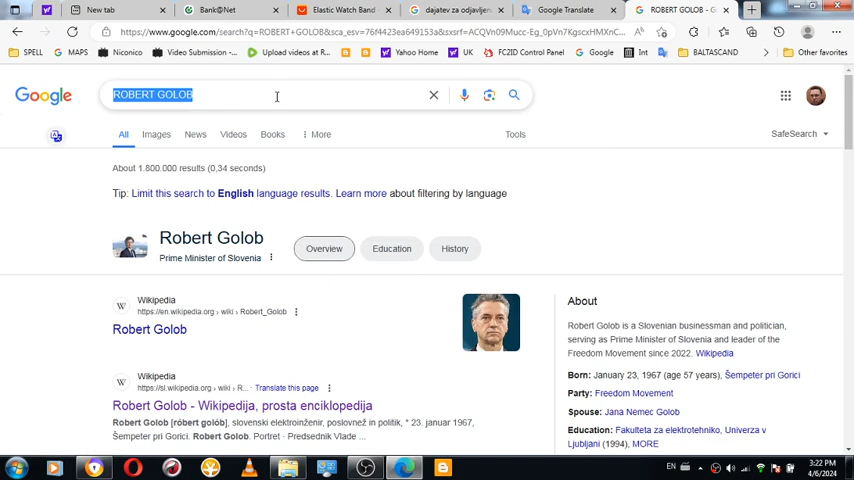 New tab
Bank@Net
Elastic Watch Band
dajatev za odjavljen
Google Translate
ROBERT GOLOB - G
https://www.google.com/search?q=ROBERT+GOLOB&sca_esv=76f4423ea649153a&sxsrf=ACQVn09Mucc-Eg_0pVn7KgscxHMXnC...
SPELL MAPS Niconico Video Submission -... Upload videos at R... Yahoo Home UK FC2ID Control Panel Google Int BALTASCAND Other favorites
Google
ROBERT GOLOB
All Images News Videos Books More Tools SafeSearch
About 1.800.000 results (0,34 seconds)
Tip: Limit this search to English language results. Learn more about filtering by language
Robert Golob
Prime Minister of Slovenia
Overview Education History
Wikipedia
https://en.wikipedia.org › wiki › Robert_Golob
Robert Golob
Wikipedia
https://sl.wikipedia.org › wiki › R... · Translate this page
Robert Golob - Wikipedija, prosta enciklopedija
Robert Golob [róbert golób], slovenski elektroinženir, poslovnež in politik, * 23. januar 1967,
Šempeter pri Gorici. Robert Golob. Portret · Predsednik Vlade ...
About
Robert Golob is a Slovenian businessman and politician,
serving as Prime Minister of Slovenia and leader of the
Freedom Movement since 2022. Wikipedia
Born: January 23, 1967 (age 57 years), Šempeter pri Gorici
Party: Freedom Movement
Spouse: Jana Nemec Golob
Education: Fakulteta za elektrotehniko, Univerza v
Ljubljani (1994), MORE
EN
3:22 PM
4/6/2024